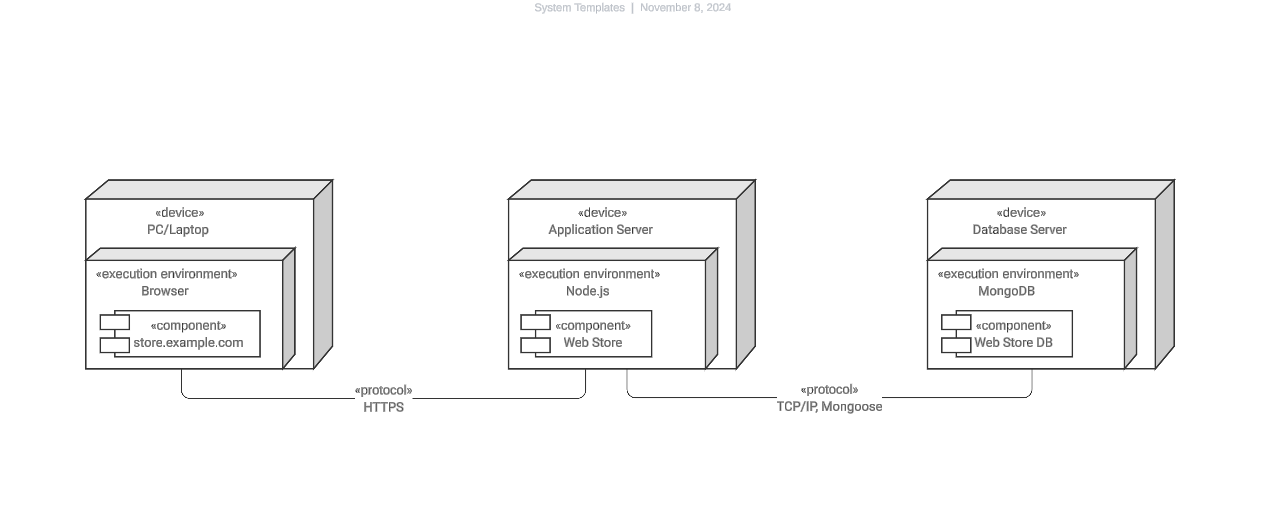 System Templates | November 8, 2024
«device»
PC/Laptop
«execution environment»
Browser
«component»
store.example.com
«device»
Application Server
«execution environment»
Node.js
«component»
Web Store
«device»
Database Server
«execution environment»
MongoDB
«component»
Web Store DB
«protocol»
HTTPS
«protocol»
TCP/IP, Mongoose